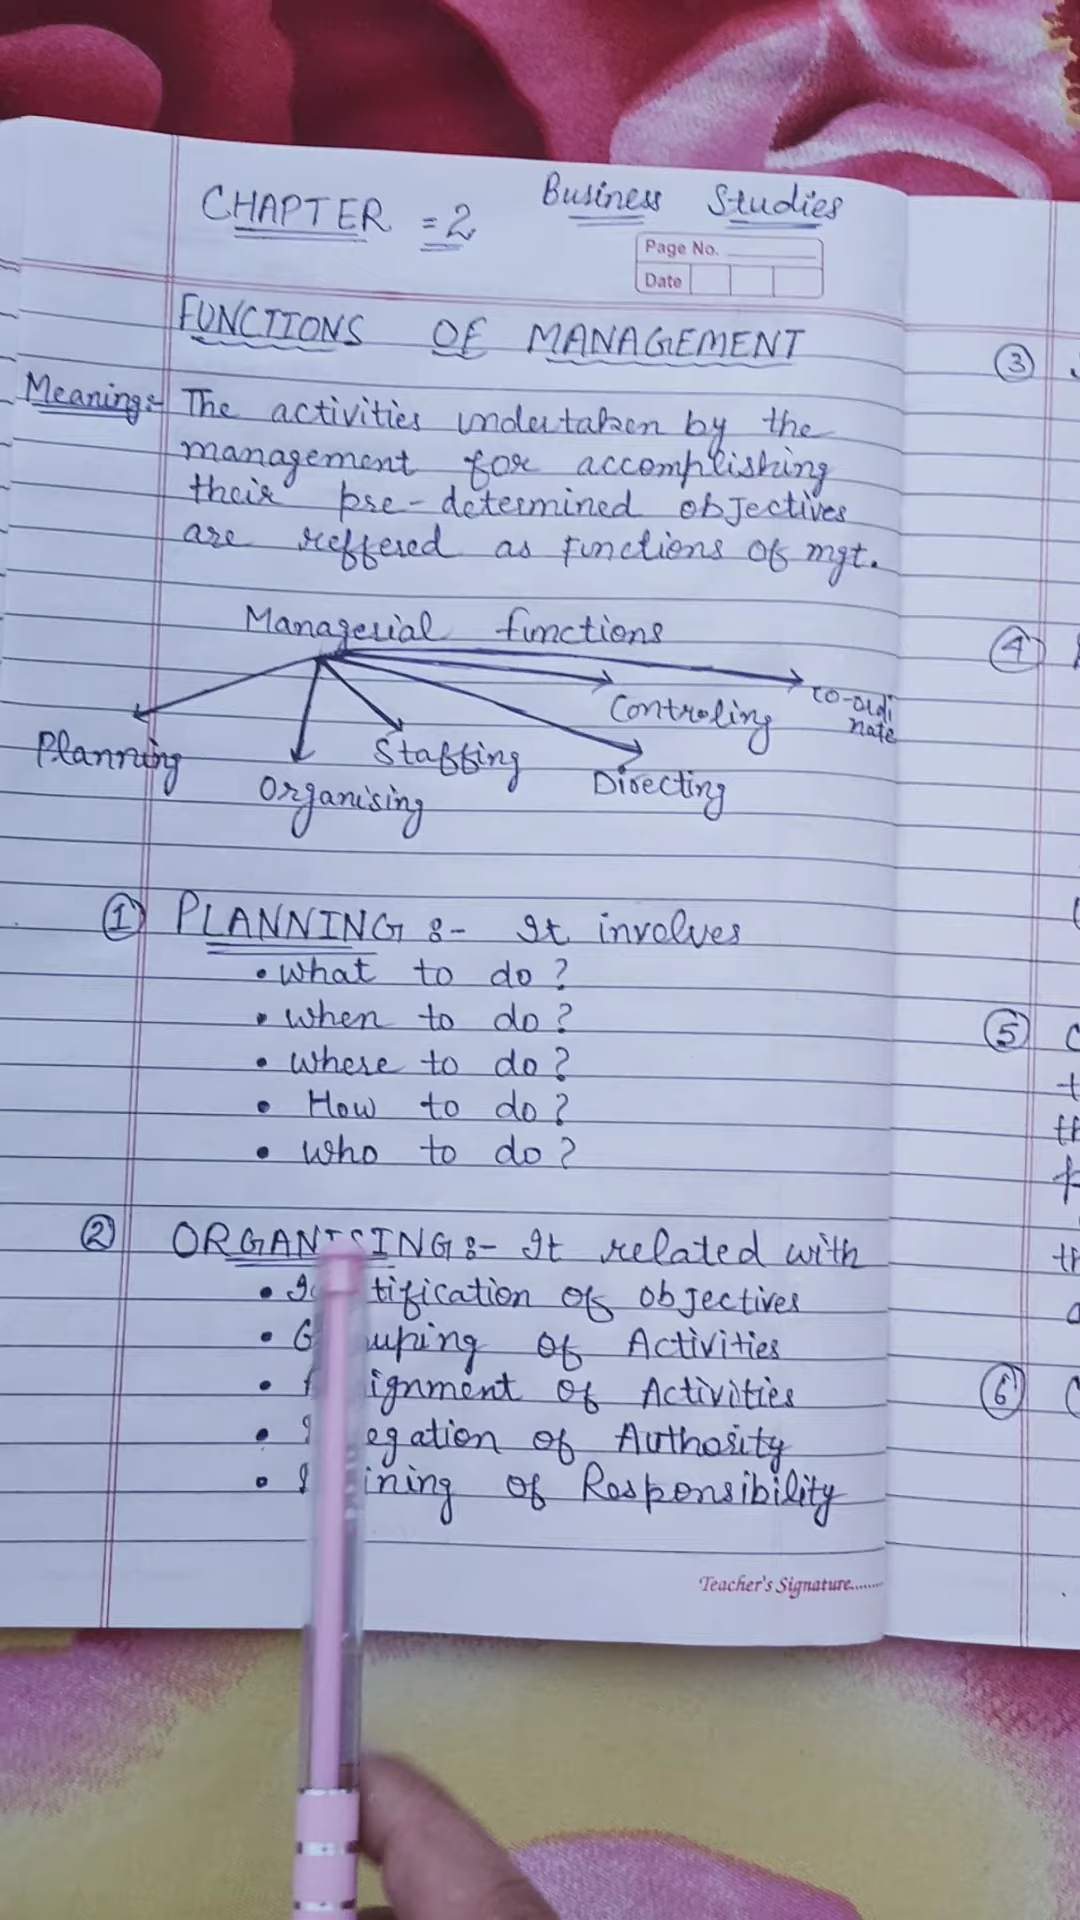 CHAPTER = 2 Business Studies
Page No.
Date
FUNCTIONS OF MANAGEMENT
Meaning:- The activities undertaken by the
management for accomplishing
their pre-determined objectives
are reffered as functions of mgt.
Managerial functions
Planning
Organising
Staffing
Directing
Controling
co-ordi
nate
① PLANNING :- It involves
• What to do ?
• When to do ?
• Where to do ?
• How to do ?
• Who to do ?
② ORGANISING :- It related with
• tification of objectives
• uping of Activities
• ignment of Activities
• egation of Authority
• ining of Responsibility
Teacher's Signature........
③
④
⑤
⑥